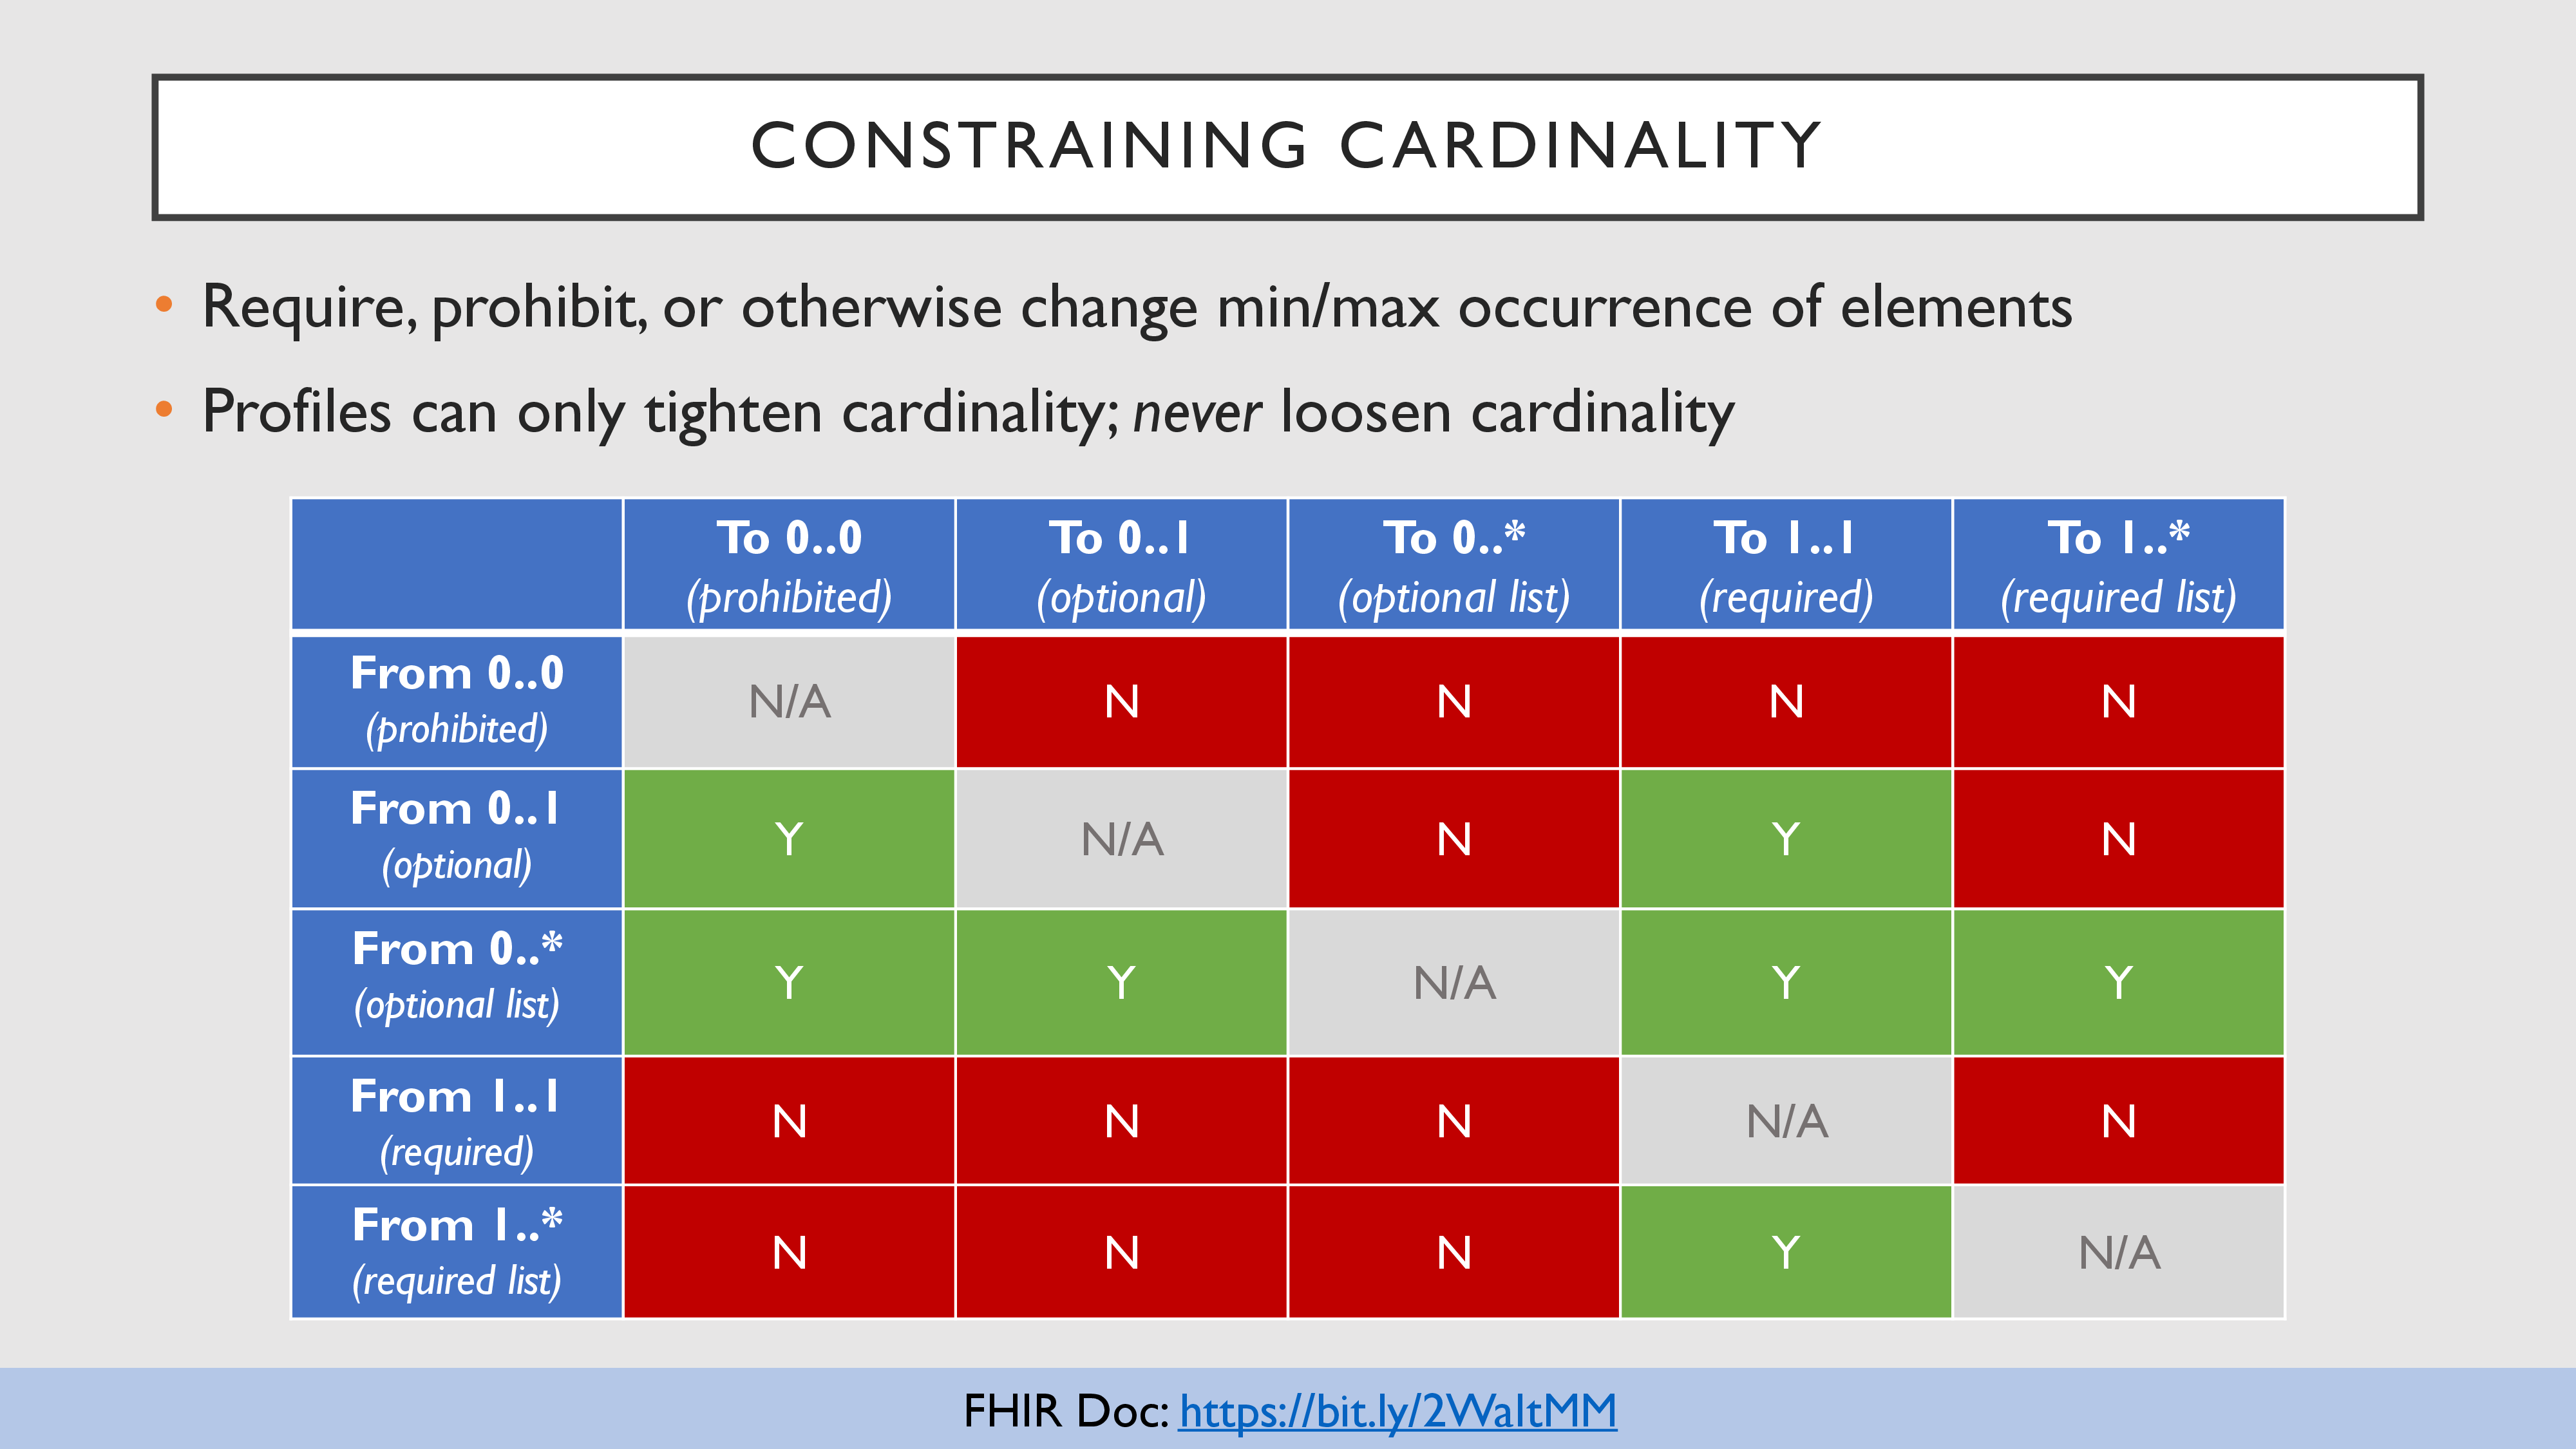 CONSTRAINING CARDINALITY
• Require, prohibit, or otherwise change min/max occurrence of elements
• Profiles can only tighten cardinality; never loosen cardinality
To 0..0 To 0..1 To 0..* To 1..1 To 1..*
(prohibited) (optional) (optional list) (required) (required list)
From 0..0
(prohibited)
N/A N N N N
From 0..1
(optional)
Y N/A N Y N
From 0..*
(optional list)
Y Y N/A Y Y
From 1..1
(required)
N N N N/A N
From 1..*
(required list)
N N N Y N/A
FHIR Doc: https://bit.ly/2WaltMM